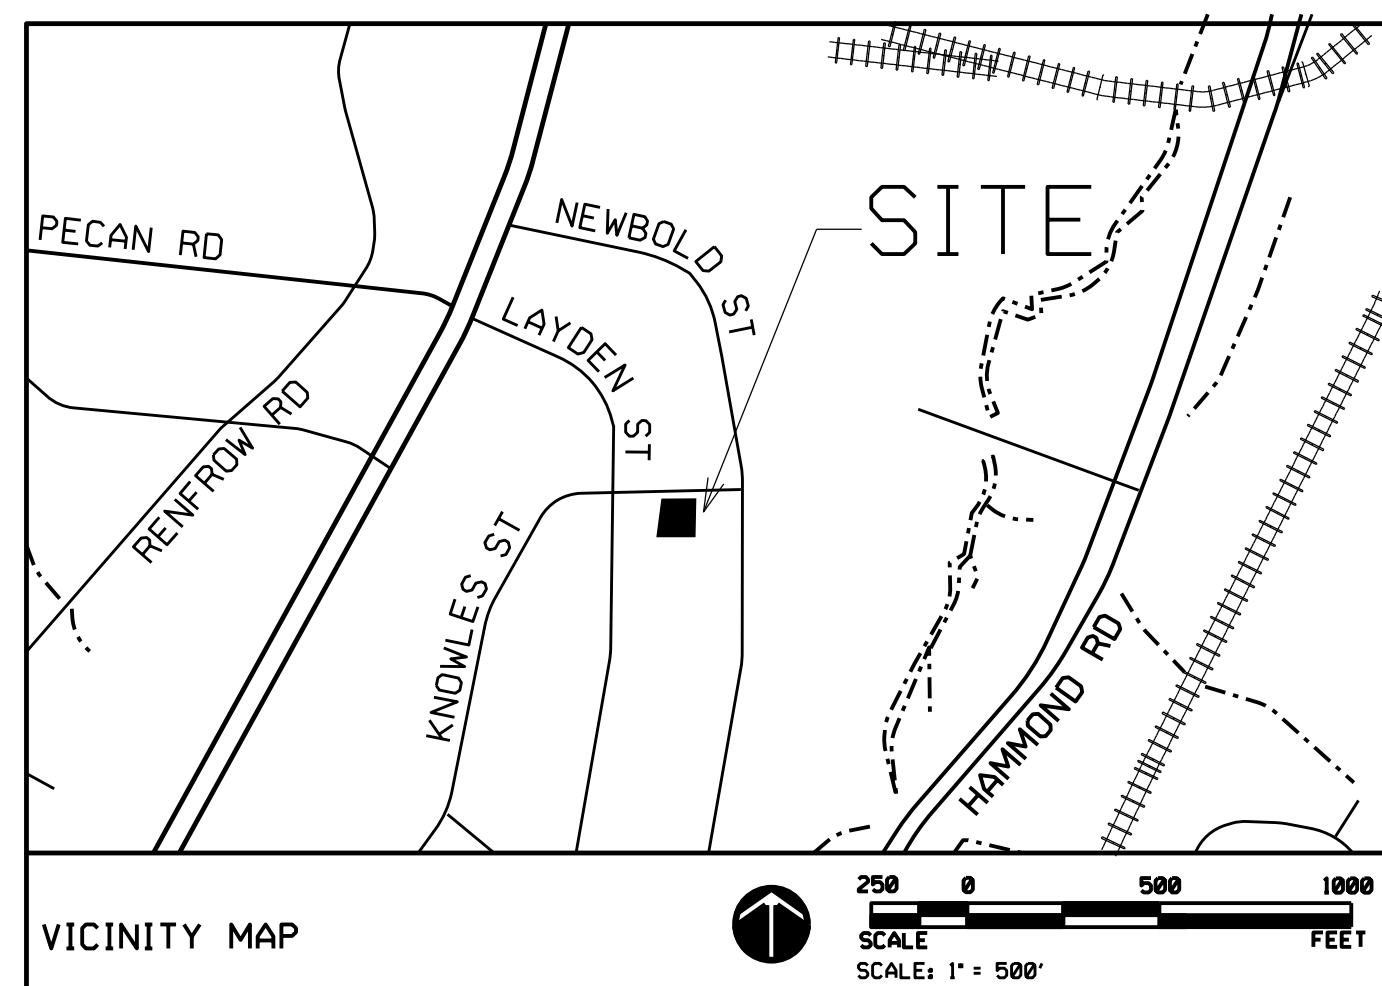 PECAN RD
NEWBOLD ST
SITE
LAYDEN ST
RENFROW RD
KNOWLES ST
HAMMOND RD
250 0 500 1000
VICINITY MAP
SCALE FEET
SCALE: 1" = 500'